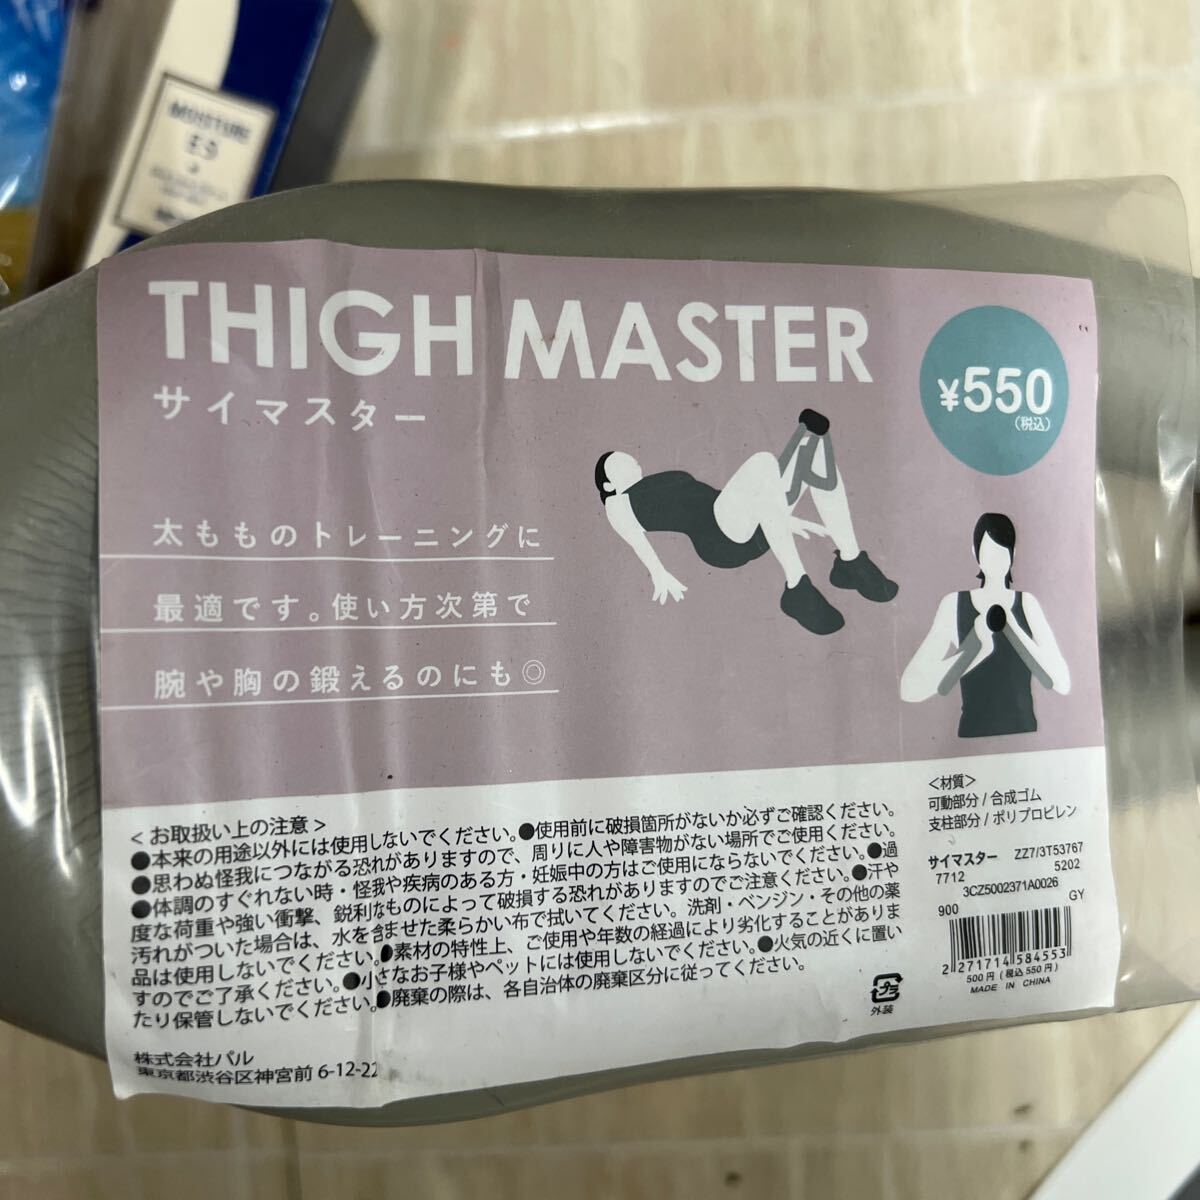 MOISTURE
E9
THIGH MASTER
サイマスター
¥550
(税込)
太もものトレーニングに
最適です。使い方次第で
腕や胸の鍛えるのにも◎
<お取扱い上の注意>
●本来の用途以外には使用しないでください。●使用前に破損箇所がないか必ずご確認ください。
●思わぬ怪我につながる恐れがありますので、周りに人や障害物がない場所でご使用ください。
●体調のすぐれない時・怪我や疾病のある方・妊娠中の方はご使用にならないでください。●過
度な荷重や強い衝撃、鋭利なものによって破損する恐れがありますのでご注意ください。●汗や
汚れがついた場合は、水を含ませた柔らかい布で拭いてください。洗剤・ベンジン・その他の薬
品は使用しないでください。●素材の特性上、ご使用や年数の経過により劣化することがありま
すのでご了承ください。●小さなお子様やペットには使用しないでください。●火気の近くに置い
たり保管しないでください。●廃棄の際は、各自治体の廃棄区分に従ってください。
株式会社パル
東京都渋谷区神宮前 6-12-22
プラ
外装
<材質>
可動部分/合成ゴム
支柱部分/ポリプロピレン
サイマスター ZZ7/3T53767
7712 5202
3CZ5002371A0026
900 GY
2 271714 584553
500円(税込 550円)
MADE IN CHINA